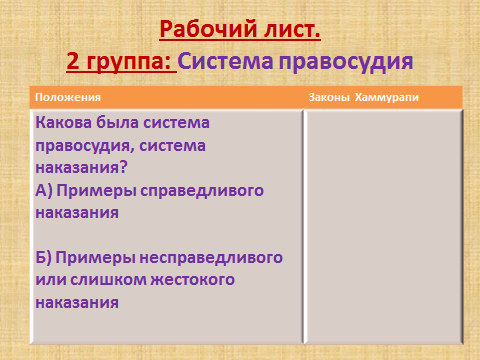 Рабочий лист.
2 группа: Система правосудия
Положения
Законы Хаммурапи
Какова была система
правосудия, система
наказания?
А) Примеры справедливого
наказания
Б) Примеры несправедливого
или слишком жестокого
наказания